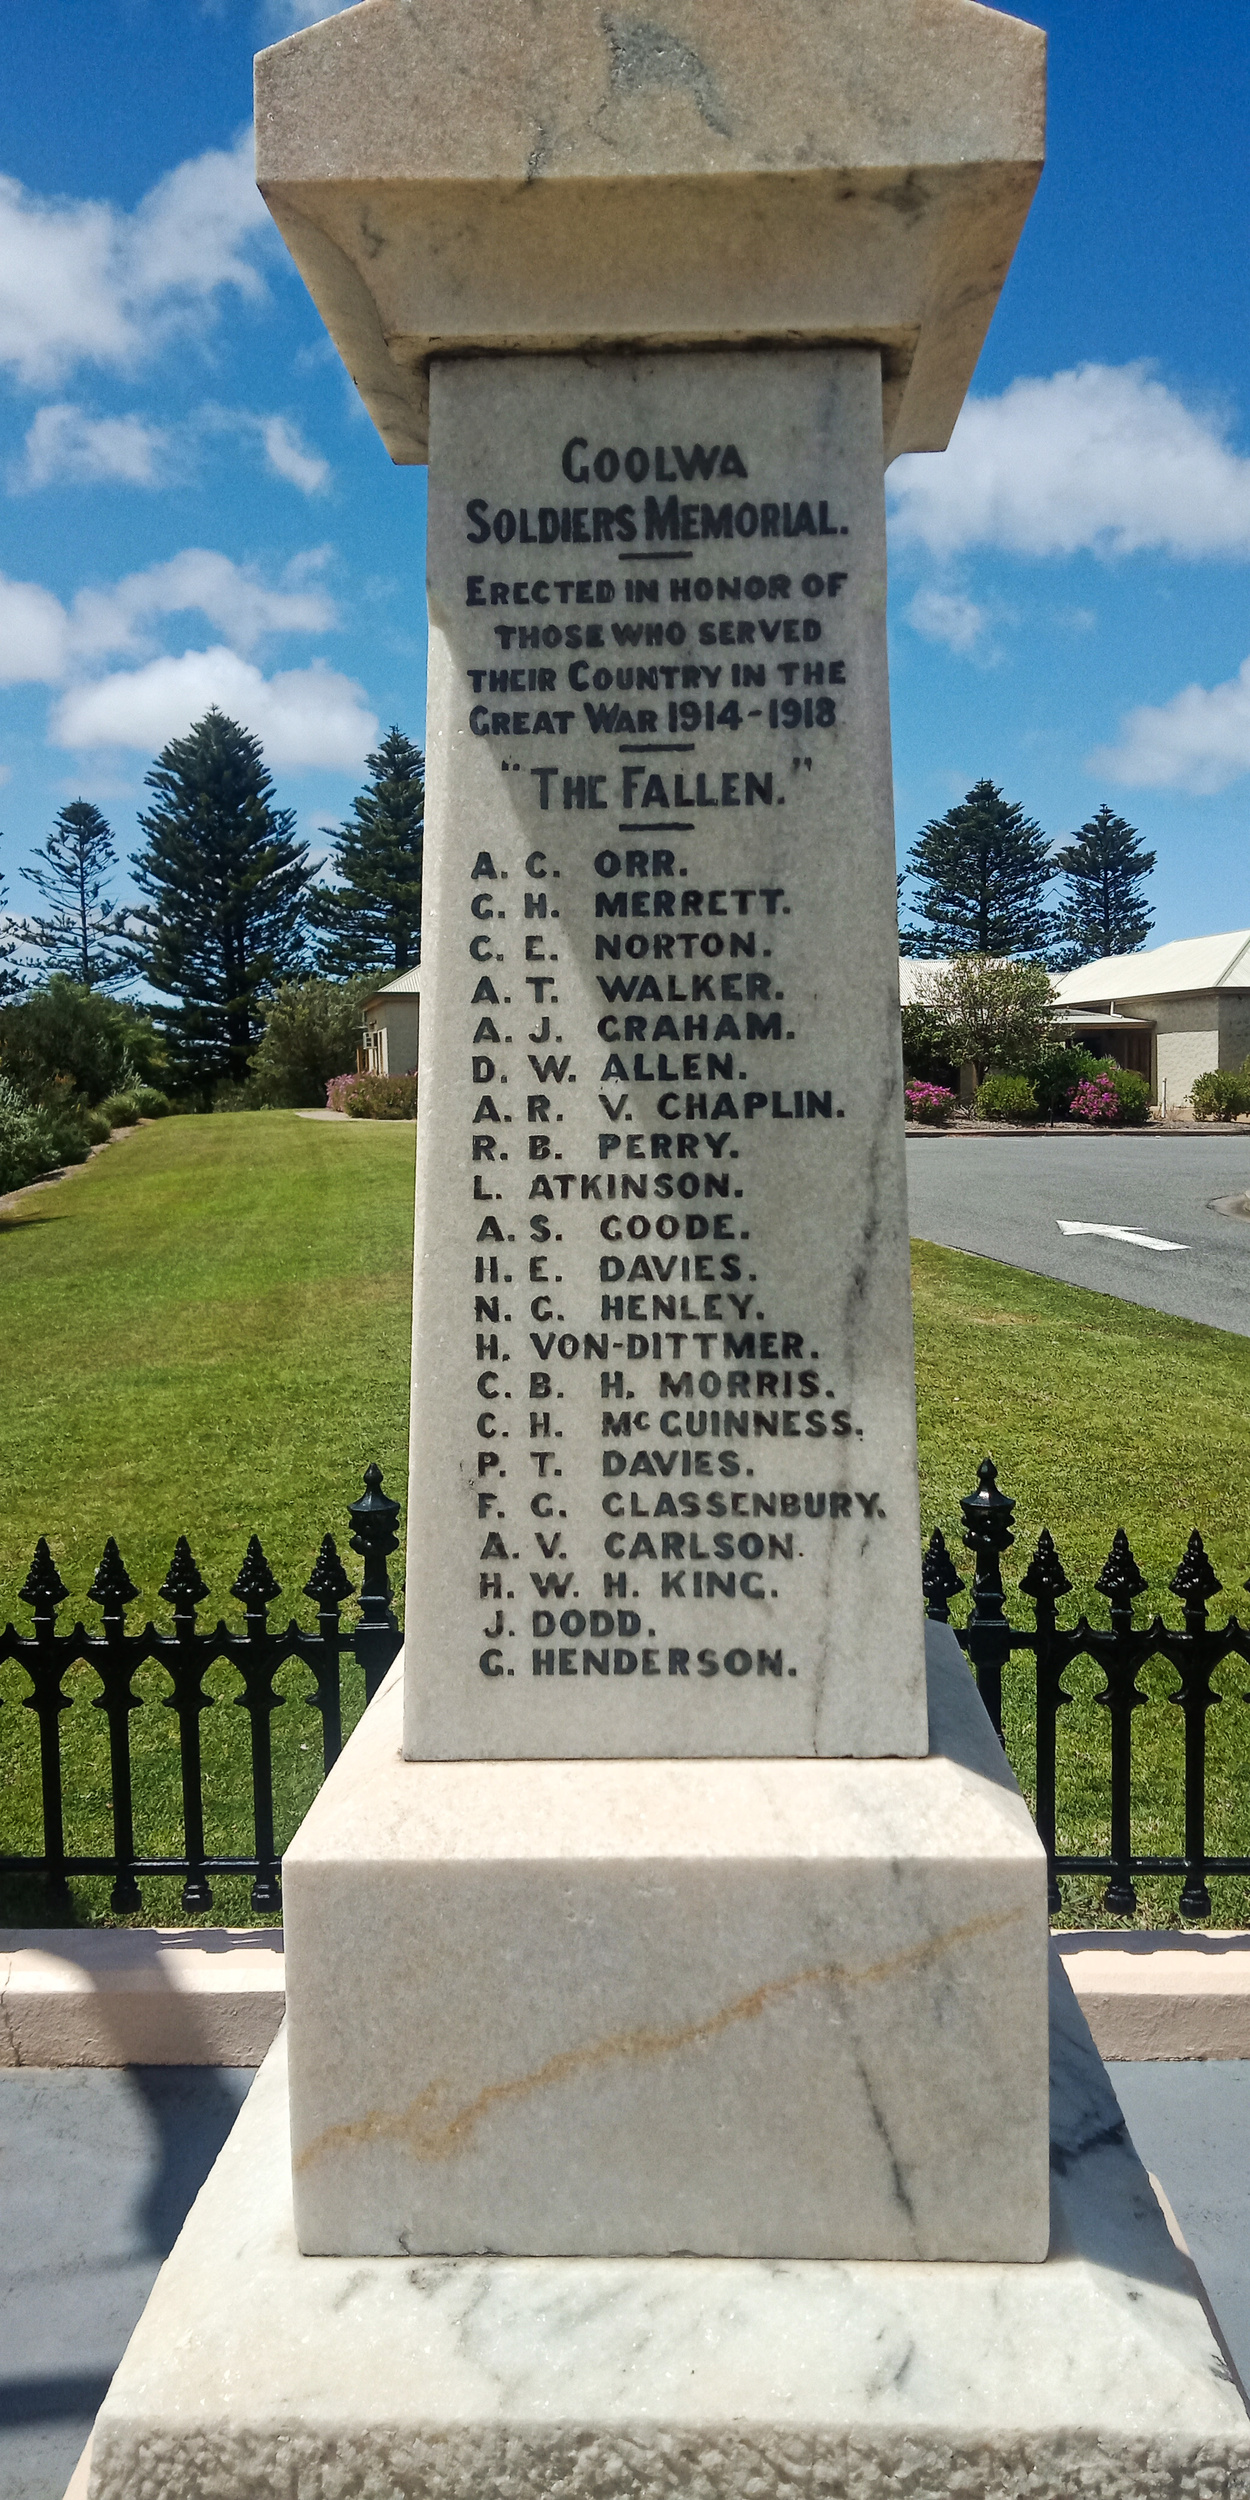 GOOLWA
SOLDIERS MEMORIAL.
ERECTED IN HONOR OF
THOSE WHO SERVED
THEIR COUNTRY IN THE
GREAT WAR 1914-1918
"THE FALLEN."
A. C. ORR.
G. H. MERRETT.
C. E. NORTON.
A. T. WALKER.
A. J. GRAHAM.
D. W. ALLEN.
A. R. V. CHAPLIN.
R. B. PERRY.
L. ATKINSON.
A. S. GOODE.
H. E. DAVIES.
N. G. HENLEY.
H. VON-DITTMER.
C. B. H. MORRIS.
C. H. McGUINNESS.
P. T. DAVIES.
F. G. GLASSENBURY.
A. V. CARLSON.
H. W. H. KING.
J. DODD.
G. HENDERSON.